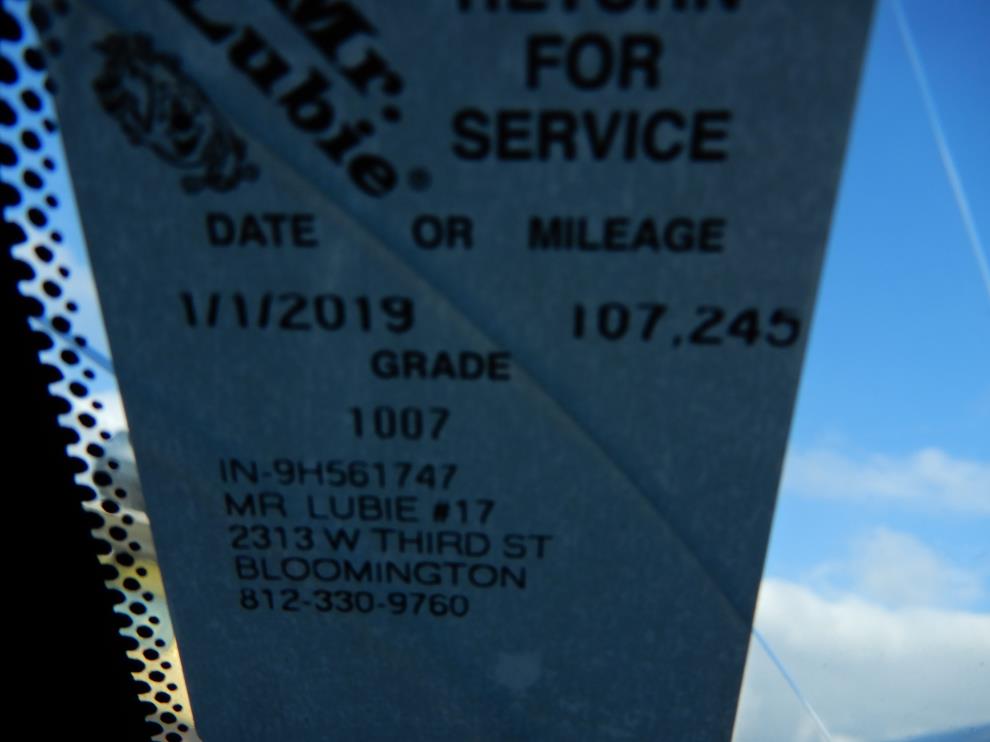 Mr.
Lubie®
RETURN
FOR
SERVICE
DATE OR MILEAGE
1/1/2019 107,245
GRADE
1007
IN-9H561747
MR LUBIE #17
2313 W THIRD ST
BLOOMINGTON
812-330-9760